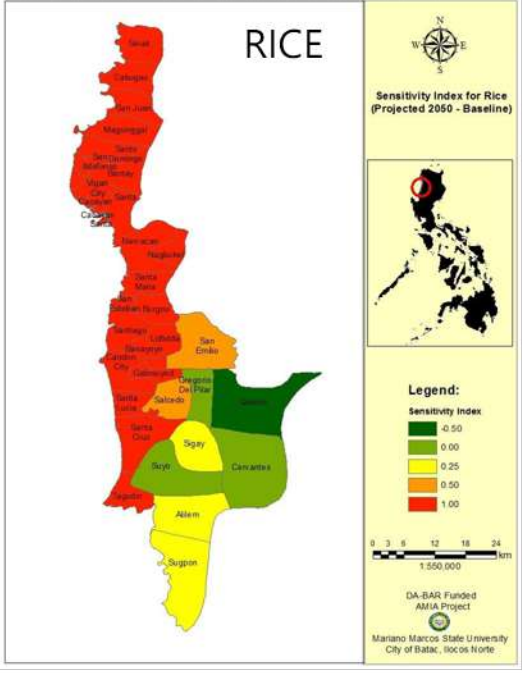 RICE
N
W
E
S
Sensitivity Index for Rice
(Projected 2050 - Baseline)
Sinait
Cabugao
San Juan
Magsingal
Santo
San Domingo
Ildefonso
Bantay
Vigan
City
Santa
Caoayan
Narvacan
Nagbukel
Santa
Maria
San
Esteban Burgos
Santiago
Lidlidda
San
Emilio
Banayoyo
Candon
City
Galimuyod
Gregorio
Del Pilar
Salcedo
Santa
Lucia
Santa
Cruz
Sigay
Suyo
Cervantes
Tagudin
Alilem
Sugpon
Legend:
Sensitivity Index
-0.50
0.00
0.25
0.50
1.00
0 3 6 12 18 24
km
1:550,000
DA-BAR Funded
AMIA Project
Mariano Marcos State University
City of Batac, Ilocos Norte